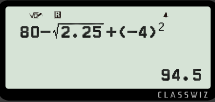 √▱ R ▲
80-√2.25+(-4)²
94.5
CLASSWIZ